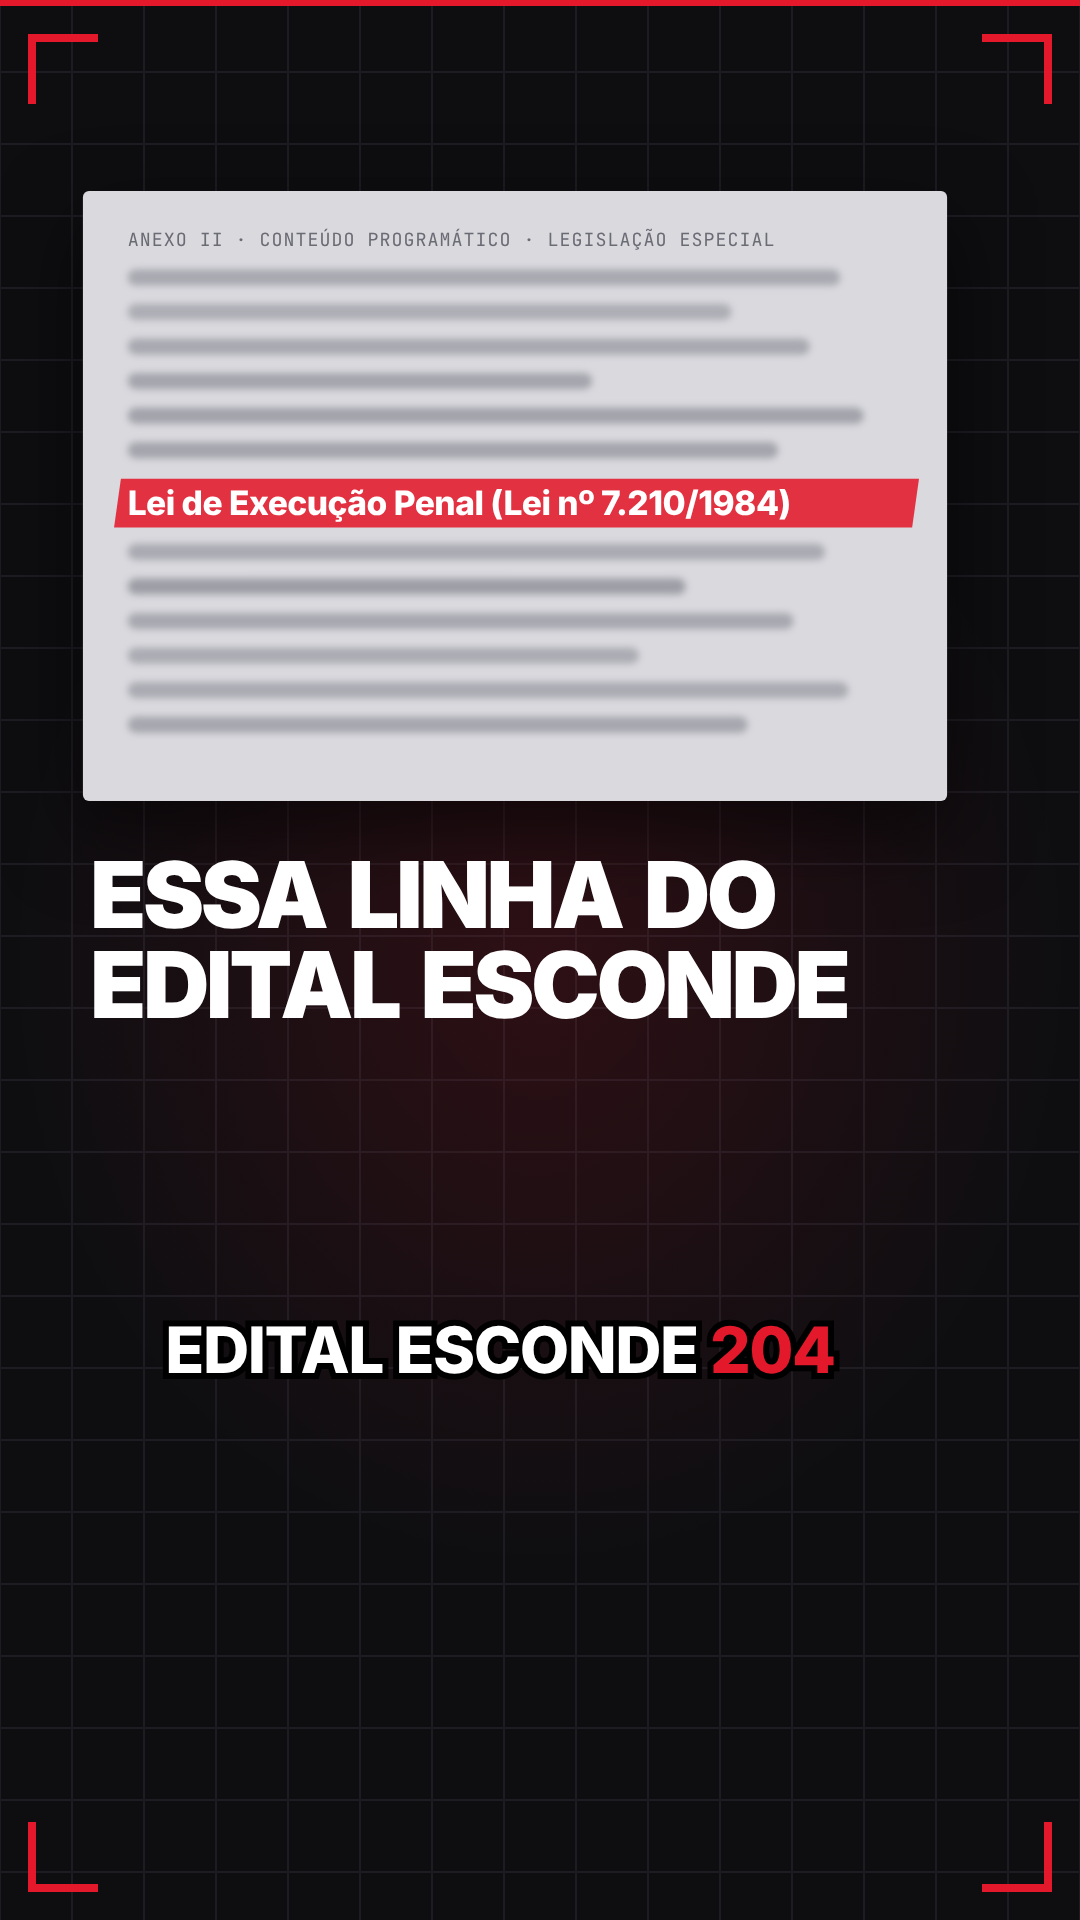 ANEXO II · CONTEÚDO PROGRAMÁTICO · LEGISLAÇÃO ESPECIAL
Lei de Execução Penal (Lei nº 7.210/1984)
ESSA LINHA DO
EDITAL ESCONDE
EDITAL ESCONDE 204